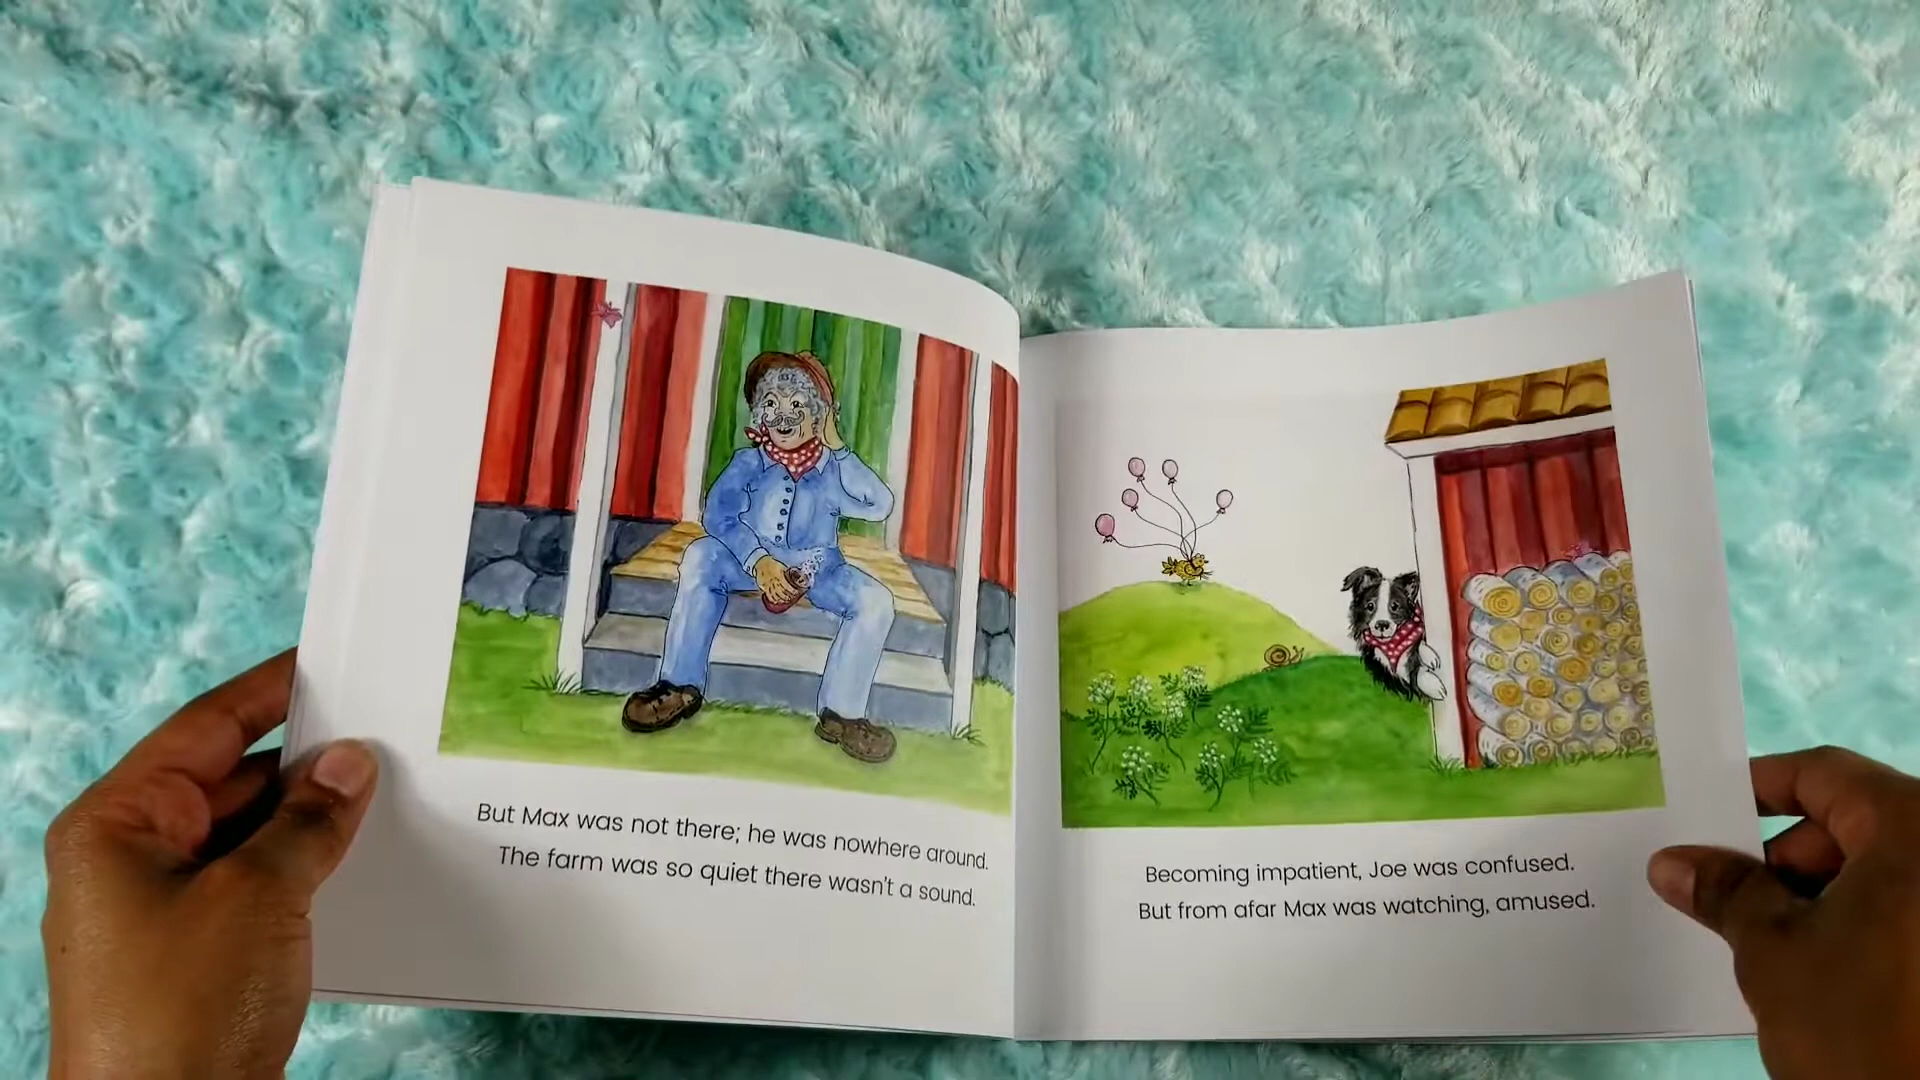 But Max was not there; he was nowhere around.
The farm was so quiet there wasn't a sound.
Becoming impatient, Joe was confused.
But from afar Max was watching, amused.